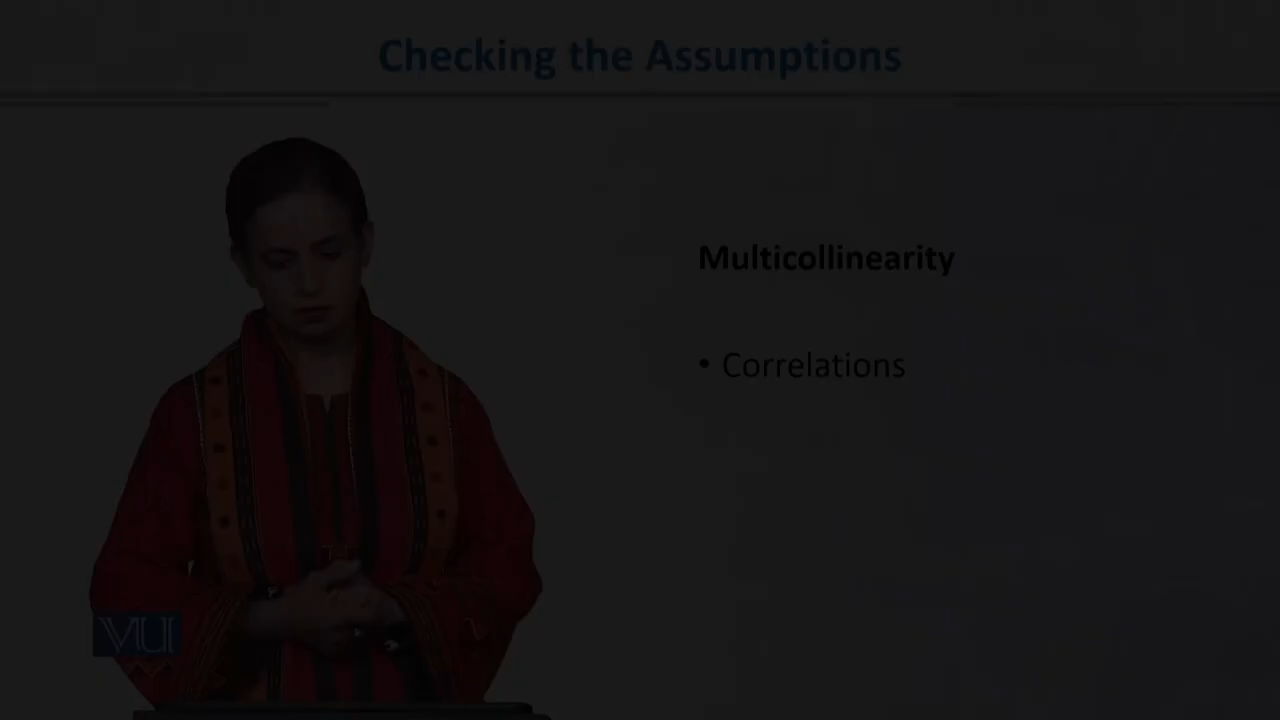 Checking the Assumptions
Multicollinearity
• Correlations
VU